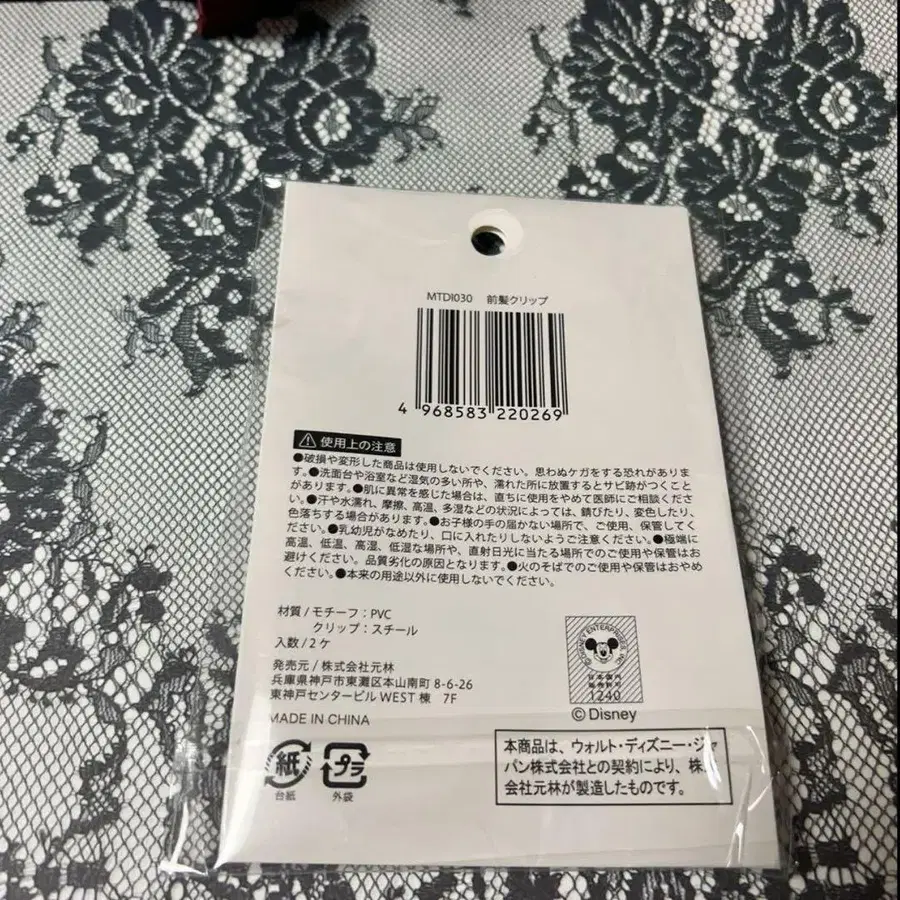 MTDI030 前髪クリップ
4 968583 220269
使用上の注意
●破損や変形した商品は使用しないでください。思わぬケガをする恐れがありま
す。●洗面台や浴室など湿気の多い所や、濡れた所に放置するとサビ跡がつくこと
があります。●肌に異常を感じた場合は、直ちに使用をやめて医師にご相談くださ
い。●汗や水濡れ、摩擦、高温、多湿などの状況によっては、錆びたり、変色したり、
色落ちする場合があります。●お子様の手の届かない場所で、ご使用、保管してく
ださい。●乳幼児がなめたり、口に入れたりしないようご注意ください。●極端に
高温、低温、高湿、低湿な場所や、直射日光に当たる場所でのご使用や保管はお
避けください。品質劣化の原因となります。●火のそばでのご使用や保管はおやめ
ください。●本来の用途以外に使用しないでください。
材質/モチーフ:PVC
クリップ:スチール
入数/2ケ
発売元/株式会社元林
兵庫県神戸市東灘区本山南町8-6-26
東神戸センタービルWEST棟 7F
MADE IN CHINA
紙
台紙
プラ
外袋
©DISNEY ENTERPRISES, INC.
日本国内
販売許可
1240
©Disney
本商品は、ウォルト・ディズニー・ジャ
パン株式会社との契約により、株式
会社元林が製造したものです。